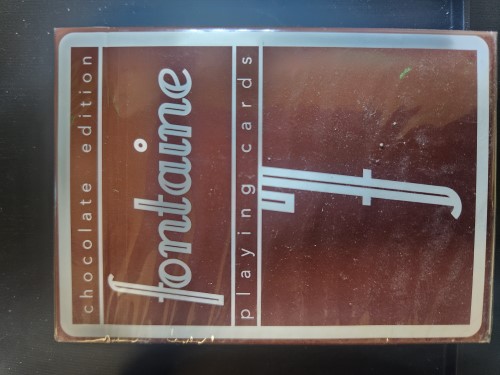 chocolate edition
fontaine
playing cards
f